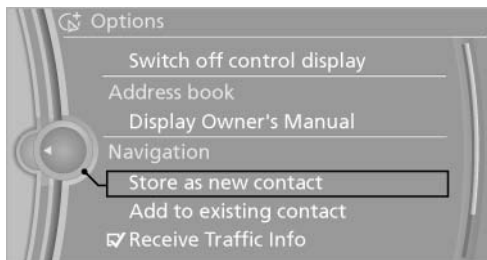 Options
Switch off control display
Address book
Display Owner's Manual
Navigation
Store as new contact
Add to existing contact
Receive Traffic Info